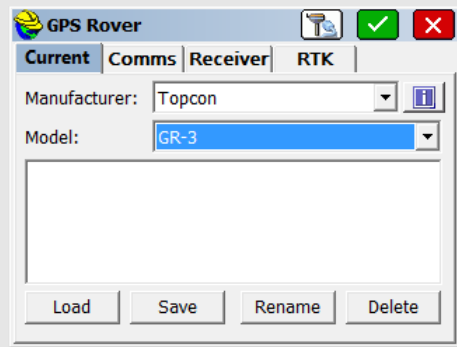 GPS Rover
Current Comms Receiver RTK
Manufacturer: Topcon
Model: GR-3
Load Save Rename Delete